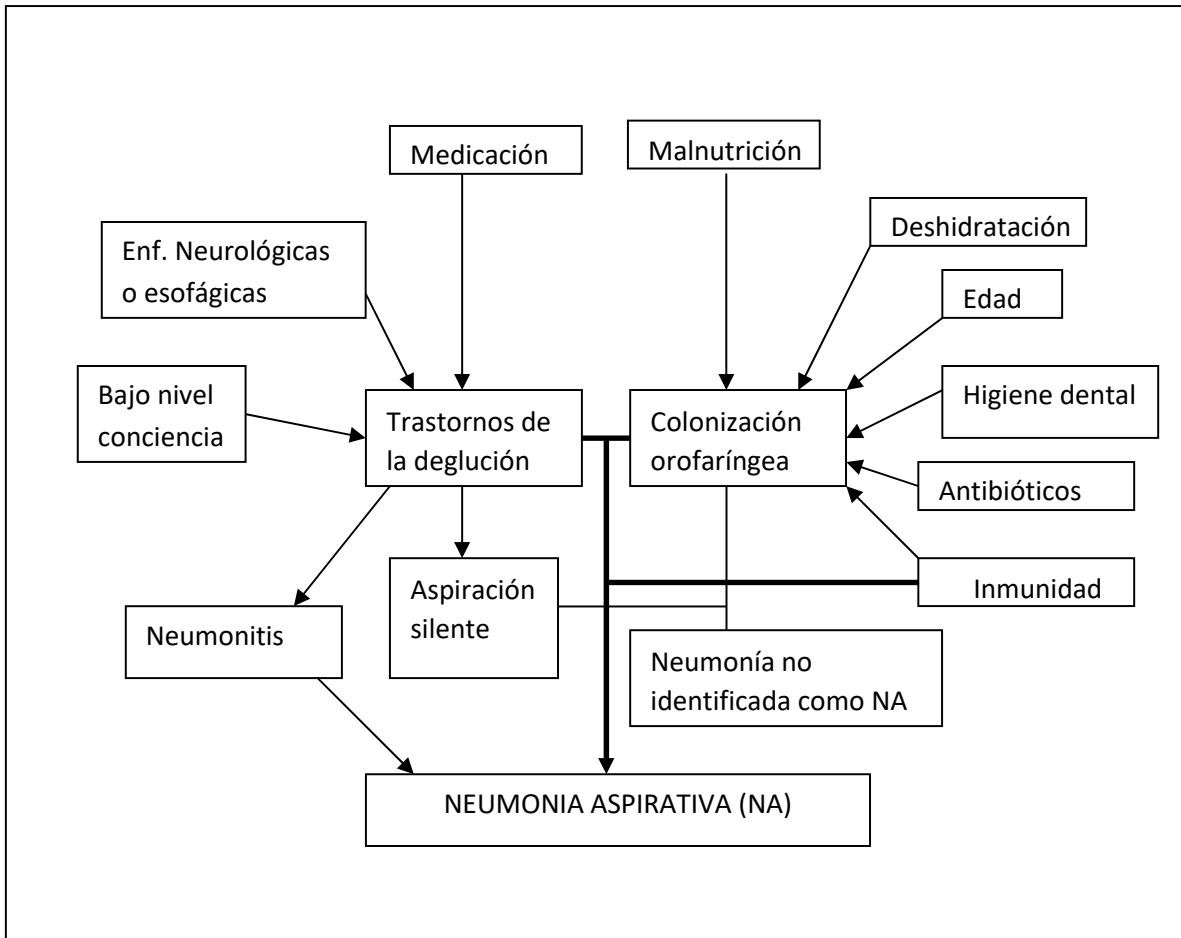 Medicación
Malnutrición
Deshidratación
Enf. Neurológicas
o esofágicas
Edad
Bajo nivel
conciencia
Trastornos de
la deglución
Colonización
orofaríngea
Higiene dental
Antibióticos
Aspiración
silente
Inmunidad
Neumonitis
Neumonía no
identificada como NA
NEUMONIA ASPIRATIVA (NA)